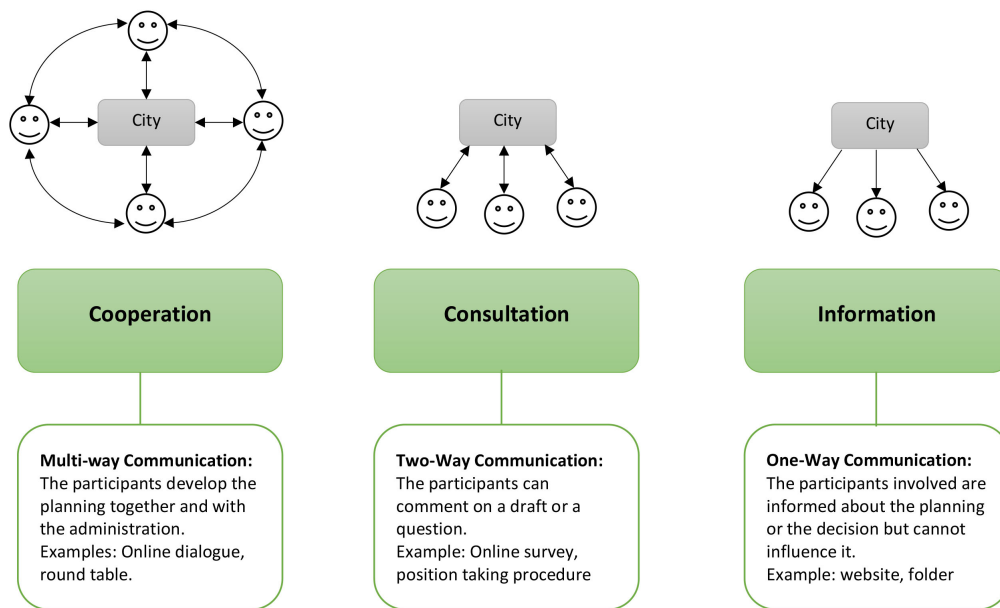 City
City
City
Cooperation
Consultation
Information
Multi-way Communication:
The participants develop the
planning together and with
the administration.
Examples: Online dialogue,
round table.
Two-Way Communication:
The participants can
comment on a draft or a
question.
Example: Online survey,
position taking procedure
One-Way Communication:
The participants involved are
informed about the planning
or the decision but cannot
influence it.
Example: website, folder